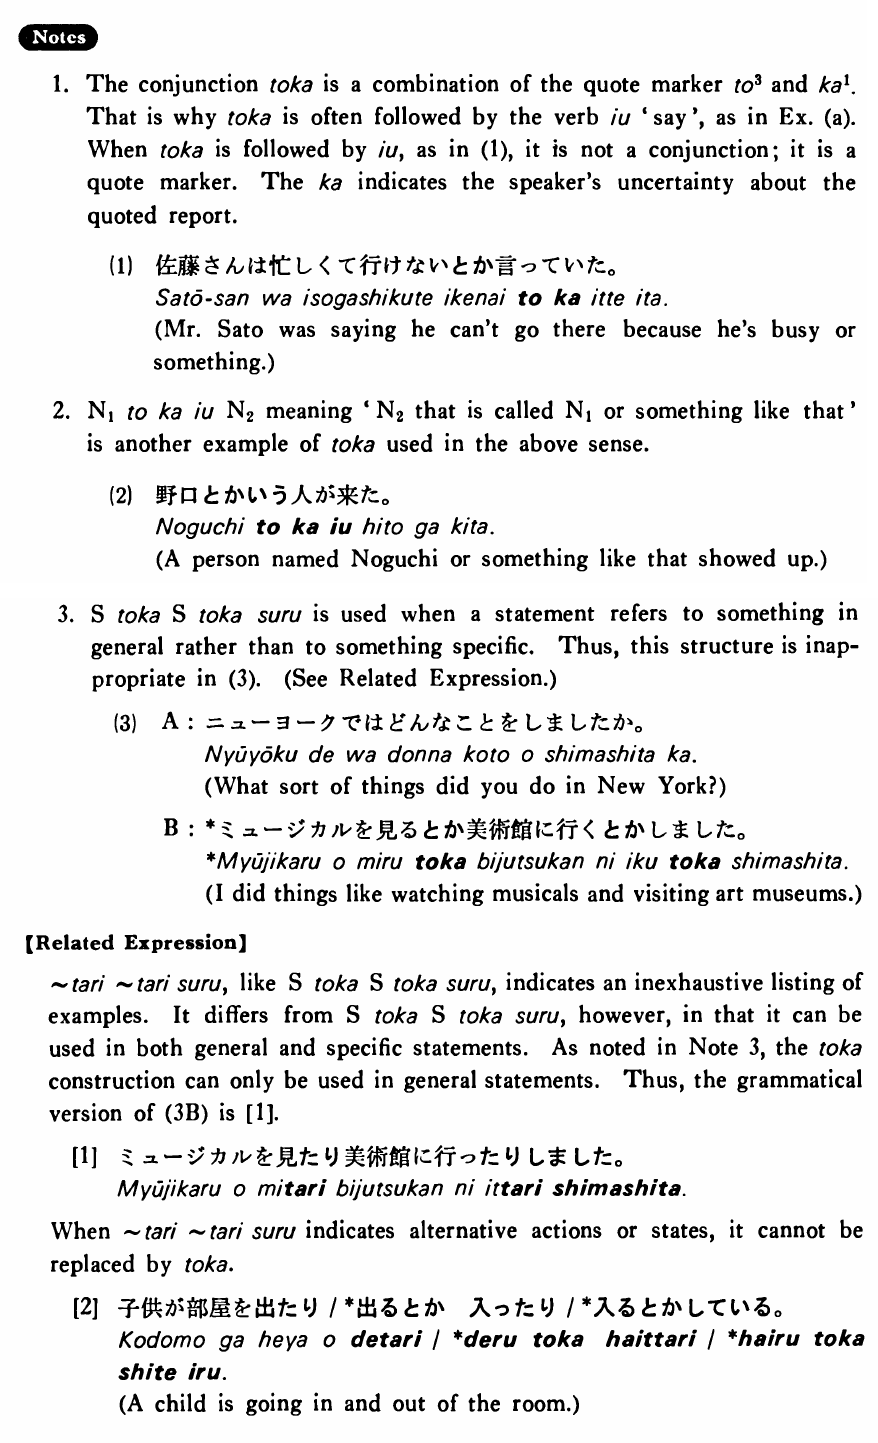 Notes
1. The conjunction toka is a combination of the quote marker to³ and ka¹.
That is why toka is often followed by the verb iu ‘say’, as in Ex. (a).
When toka is followed by iu, as in (1), it is not a conjunction; it is a
quote marker. The ka indicates the speaker's uncertainty about the
quoted report.
(1) 佐藤さんは忙しくて行けないとか言っていた。
Satō-san wa isogashikute ikenai to ka itte ita.
(Mr. Sato was saying he can't go there because he's busy or
something.)
2. N₁ to ka iu N₂ meaning ‘N₂ that is called N₁ or something like that’
is another example of toka used in the above sense.
(2) 野口とかいう人が来た。
Noguchi to ka iu hito ga kita.
(A person named Noguchi or something like that showed up.)
3. S toka S toka suru is used when a statement refers to something in
general rather than to something specific. Thus, this structure is inap-
propriate in (3). (See Related Expression.)
(3) A: ニューヨークではどんなことをしましたか。
Nyūyōku de wa donna koto o shimashita ka.
(What sort of things did you do in New York?)
B: *ミュージカルを見るとか美術館に行くとかしました。
*Myūjikaru o miru toka bijutsukan ni iku toka shimashita.
(I did things like watching musicals and visiting art museums.)
【Related Expression】
~tari ~tari suru, like S toka S toka suru, indicates an inexhaustive listing of
examples. It differs from S toka S toka suru, however, in that it can be
used in both general and specific statements. As noted in Note 3, the toka
construction can only be used in general statements. Thus, the grammatical
version of (3B) is [1].
[1] ミュージカルを見たり美術館に行ったりしました。
Myūjikaru o mitari bijutsukan ni ittari shimashita.
When ~tari ~tari suru indicates alternative actions or states, it cannot be
replaced by toka.
[2] 子供が部屋を出たり / *出るとか 入ったり / *入るとかしている。
Kodomo ga heya o detari / *deru toka haittari / *hairu toka
shite iru.
(A child is going in and out of the room.)